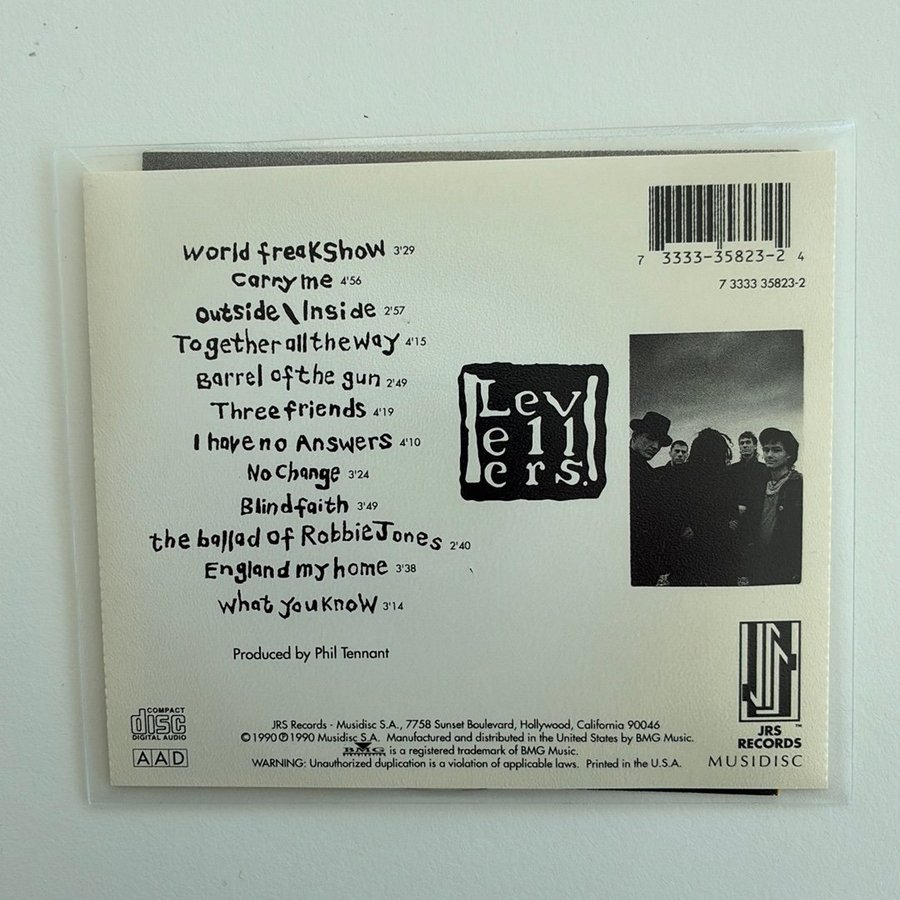 World freakShow 3'29
Carry me 4'56
Outside\Inside 2'57
Together all the Way 4'15
Barrel of the gun 2'49
Three friends 4'19
I have no Answers 4'10
No Change 3'24
Blind faith 3'49
the ballad of Robbie Jones 2'40
England my home 3'38
What You Know 3'14
Produced by Phil Tennant
7 3333-35823-2 4
7 3333 35823-2
Lev
ell
ers.
JRS
RECORDS
MUSIDISC
COMPACT
disc
DIGITAL AUDIO
AAD
JRS Records - Musidisc S.A., 7758 Sunset Boulevard, Hollywood, California 90046
© 1990 ℗ 1990 Musidisc S.A. Manufactured and distributed in the United States by BMG Music.
BMG is a registered trademark of BMG Music.
WARNING: Unauthorized duplication is a violation of applicable laws. Printed in the U.S.A.